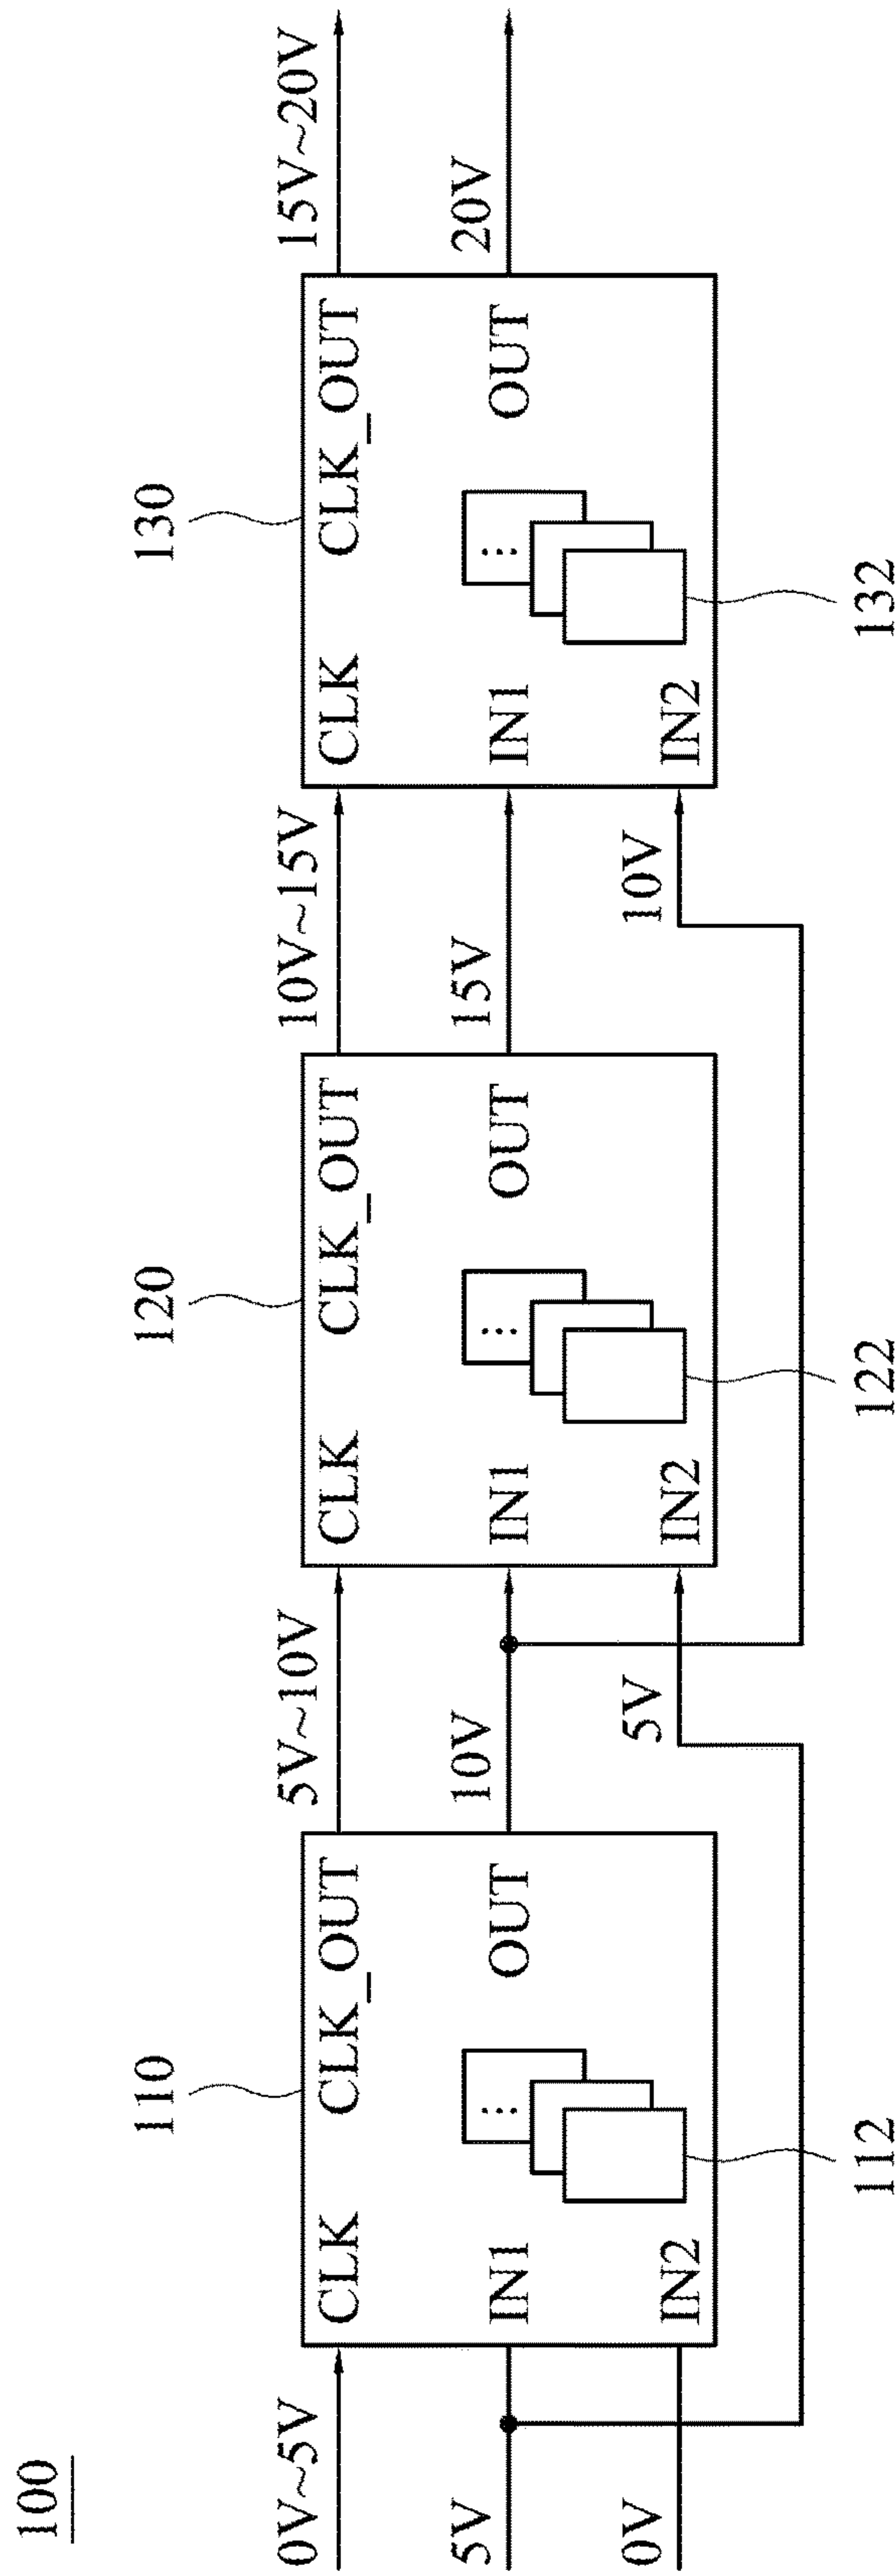 100
110
120
130
0V~5V
CLK
CLK_OUT
5V~10V
CLK
CLK_OUT
10V~15V
CLK
CLK_OUT
15V~20V
5V
IN1
OUT
10V
IN1
OUT
15V
IN1
OUT
20V
⋮
⋮
⋮
0V
IN2
5V
IN2
10V
IN2
112
122
132